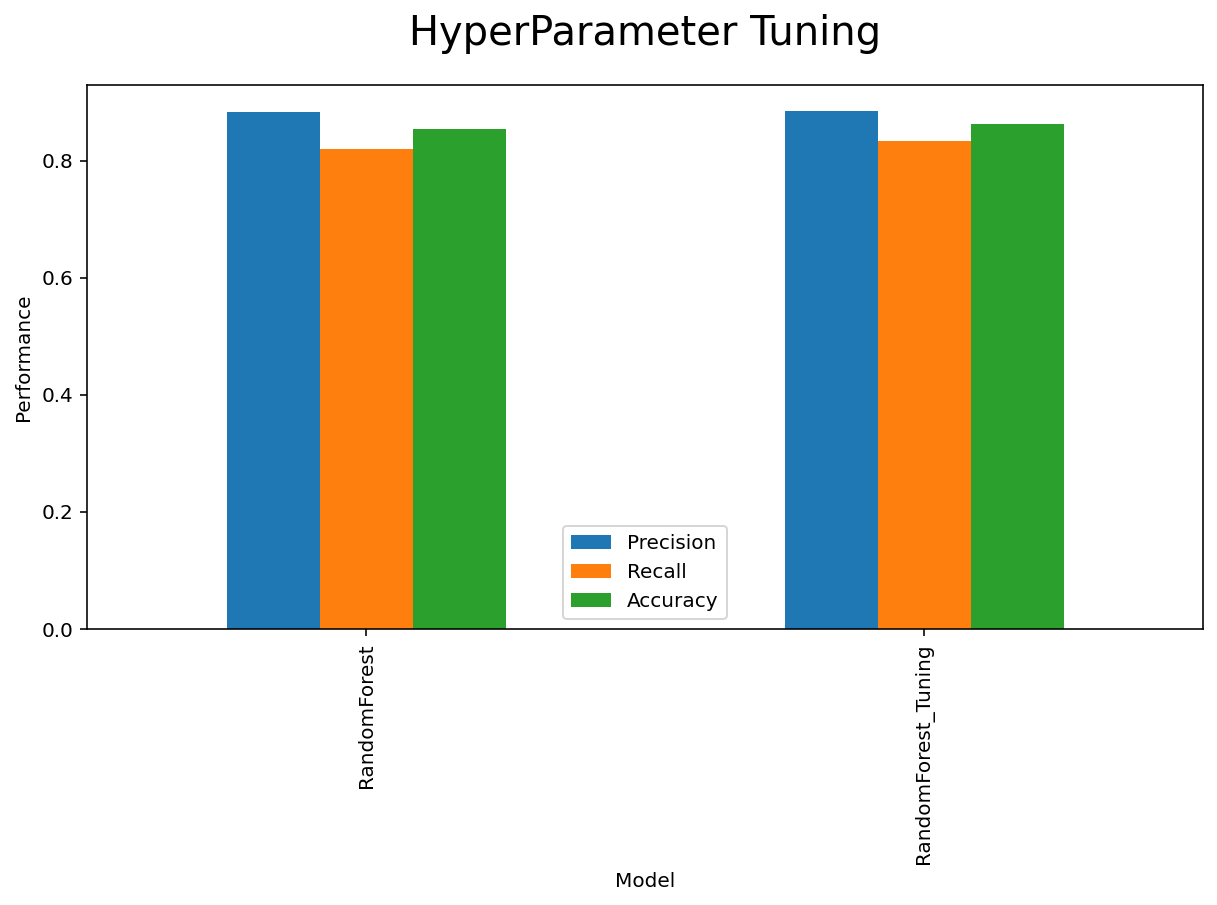 HyperParameter Tuning
Performance
0.8
0.6
0.4
0.2
0.0
Precision
Recall
Accuracy
RandomForest
RandomForest_Tuning
Model